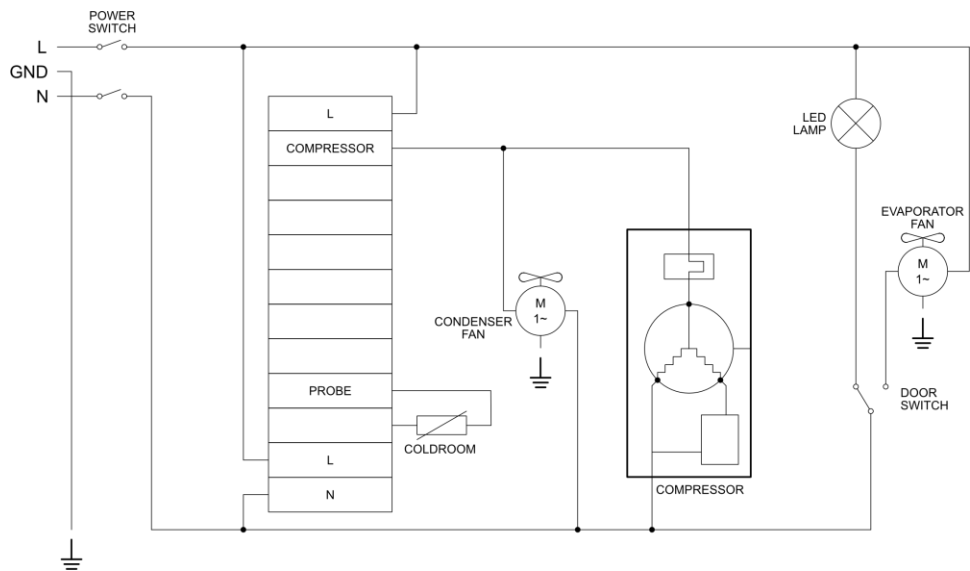 POWER
SWITCH
L
GND
N
L
COMPRESSOR
PROBE
L
N
COLDROOM
M
1~
CONDENSER
FAN
COMPRESSOR
LED
LAMP
EVAPORATOR
FAN
M
1~
DOOR
SWITCH